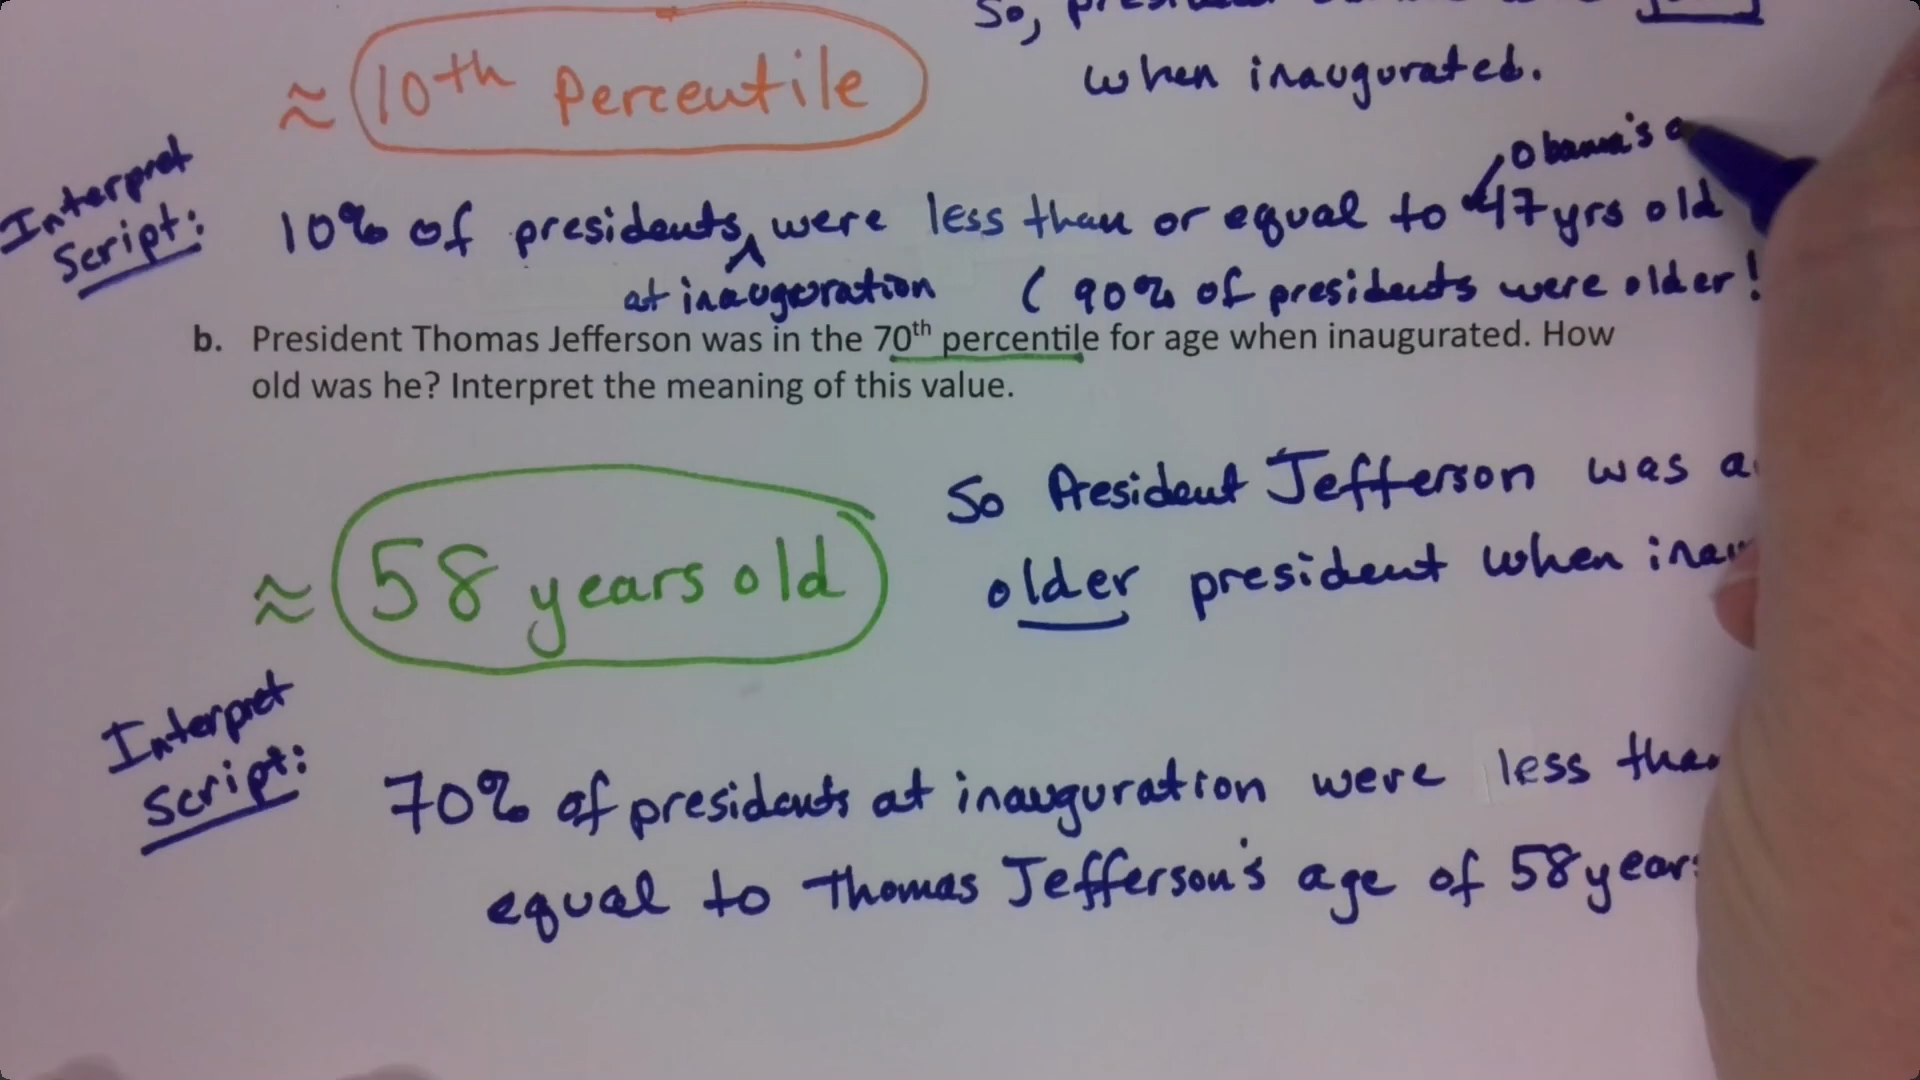 So,
when inaugurated.
≈ 10th Percentile
Obama's
Interpret
Script:
10% of presidents ^ were less than or equal to 47 yrs old
at inauguration ( 90% of presidents were older!
b. President Thomas Jefferson was in the 70th percentile for age when inaugurated. How
old was he? Interpret the meaning of this value.
So President Jefferson was
older president when
≈ 58 years old
Interpret
Script:
70% of presidents at inauguration were less than
equal to Thomas Jefferson's age of 58 years